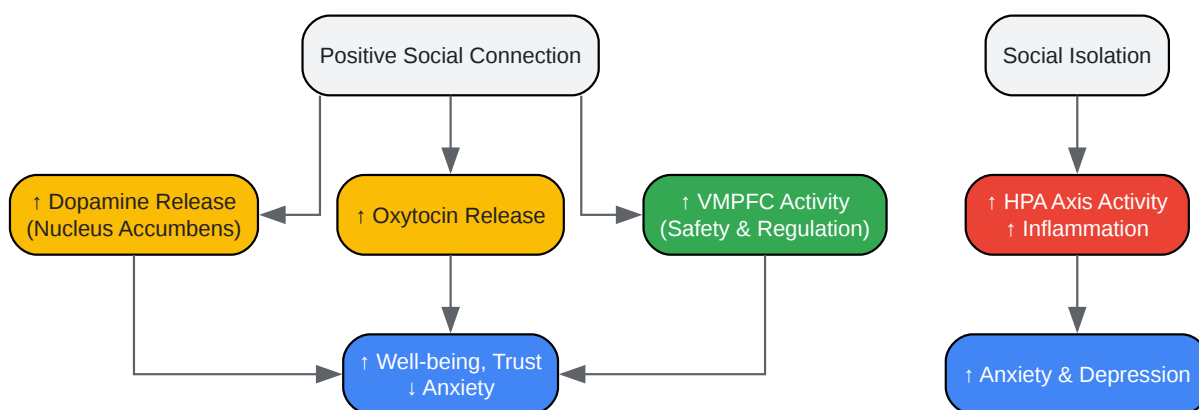 Positive Social Connection
Social Isolation
↑ Dopamine Release
(Nucleus Accumbens)
↑ Oxytocin Release
↑ VMPFC Activity
(Safety & Regulation)
↑ HPA Axis Activity
↑ Inflammation
↑ Well-being, Trust
↓ Anxiety
↑ Anxiety & Depression